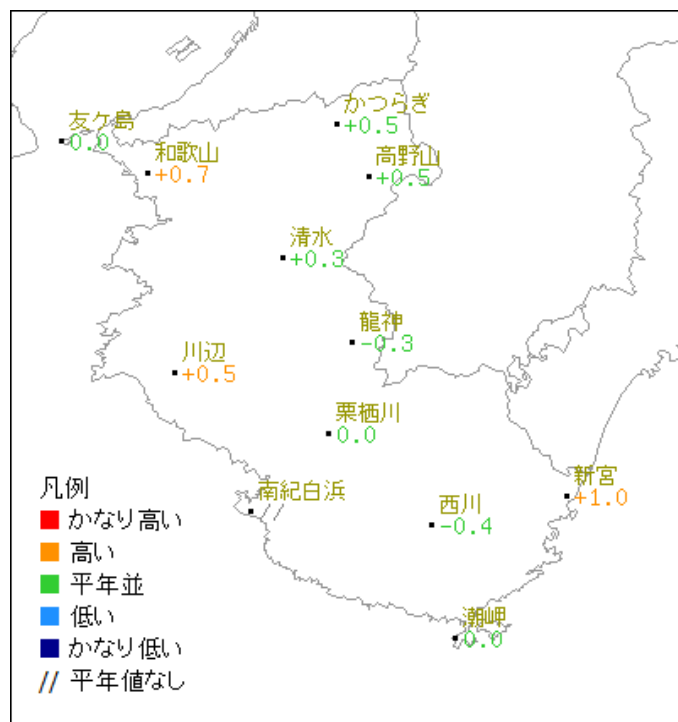 かつらぎ
+0.5
友ケ島
0.0
和歌山
+0.7
高野山
+0.5
清水
+0.3
龍神
-0.3
川辺
+0.5
栗栖川
0.0
南紀白浜
//
西川
-0.4
新宮
+1.0
潮岬
0.0
凡例
かなり高い
高い
平年並
低い
かなり低い
// 平年値なし